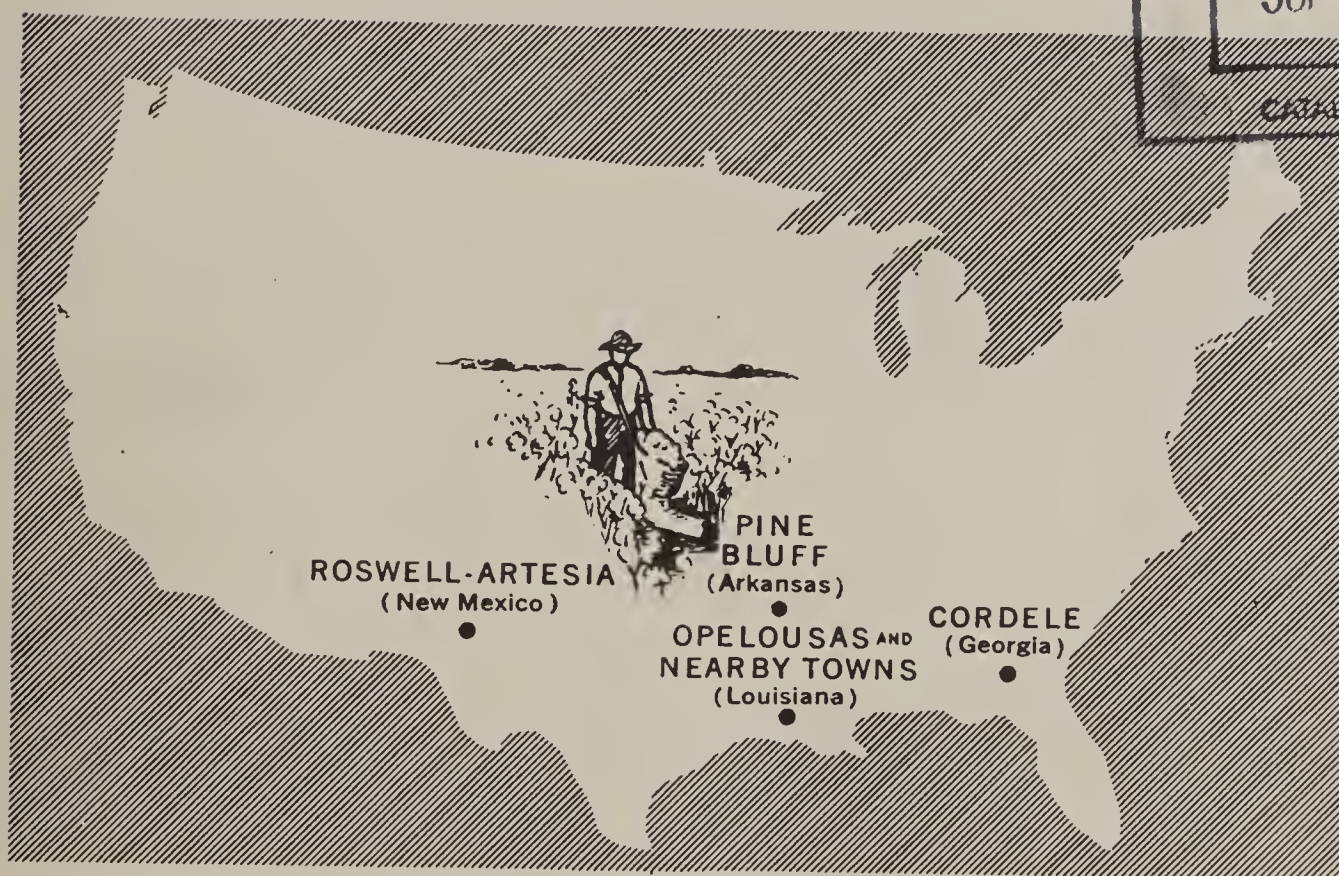 PINE
BLUFF
(Arkansas)
ROSWELL-ARTESIA
(New Mexico)
CORDELE
(Georgia)
OPELOUSAS AND
NEARBY TOWNS
(Louisiana)